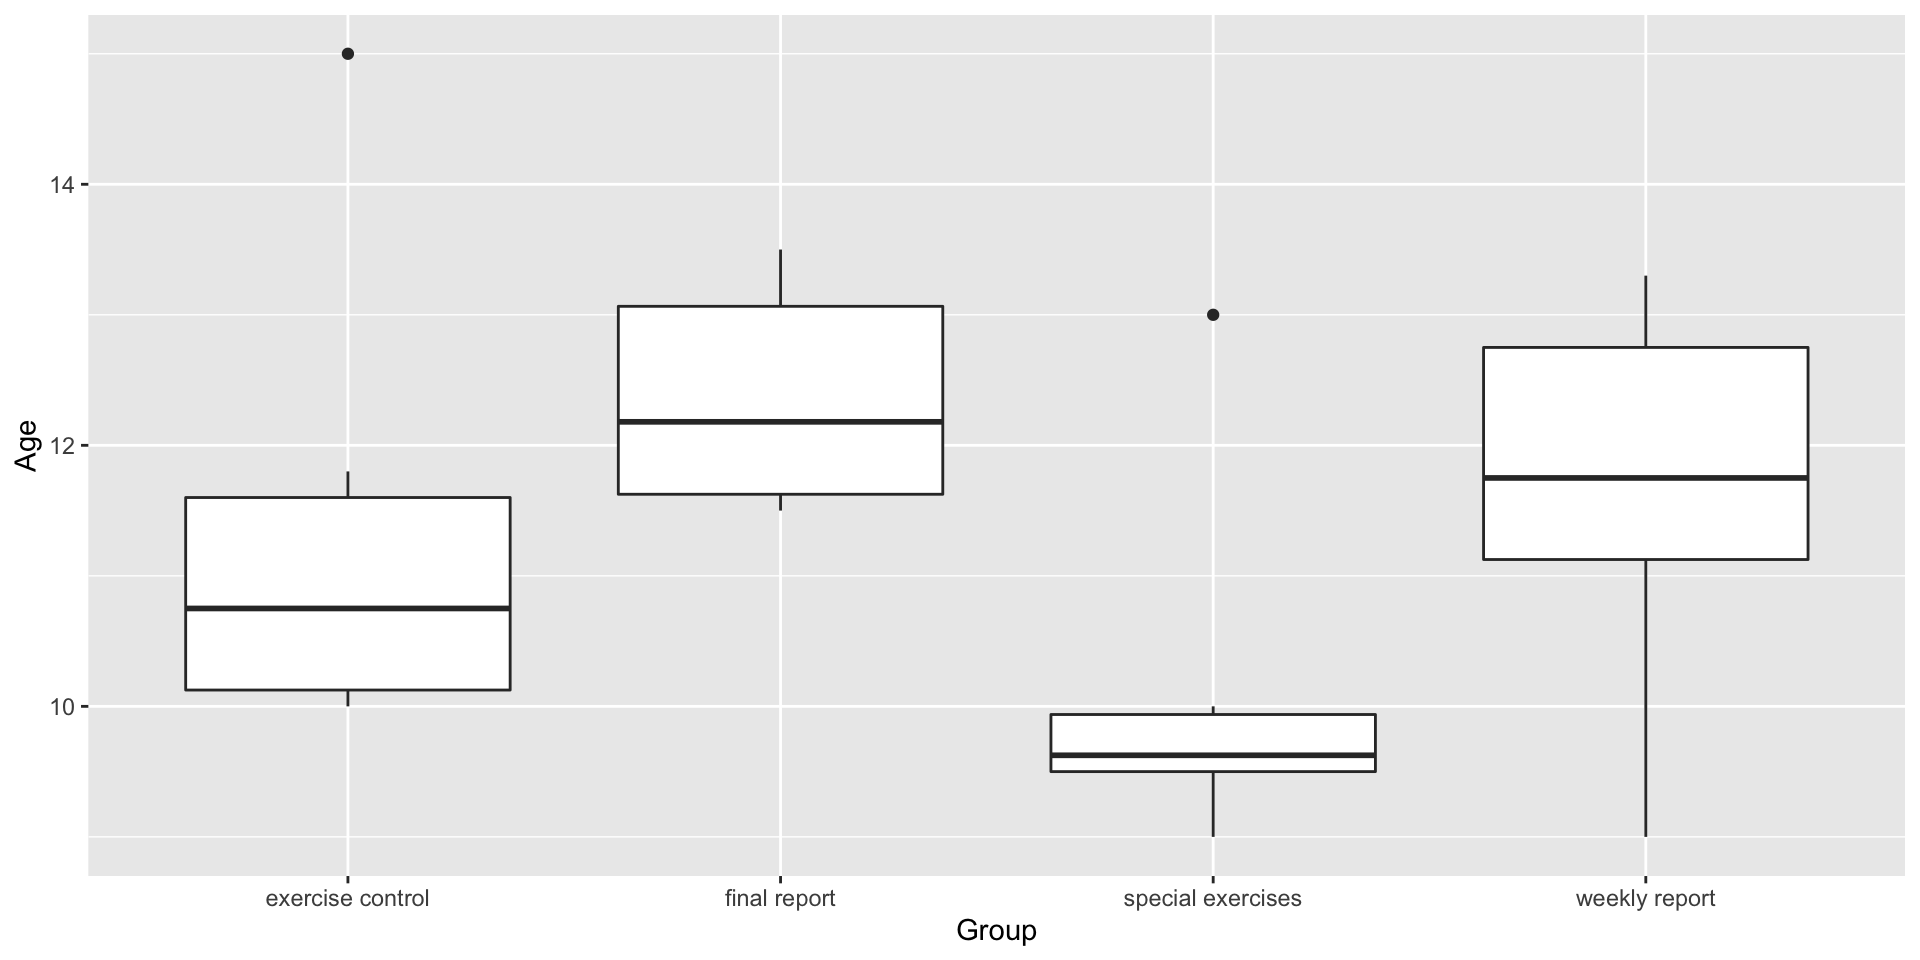 Age
14
12
10
exercise control
final report
special exercises
weekly report
Group